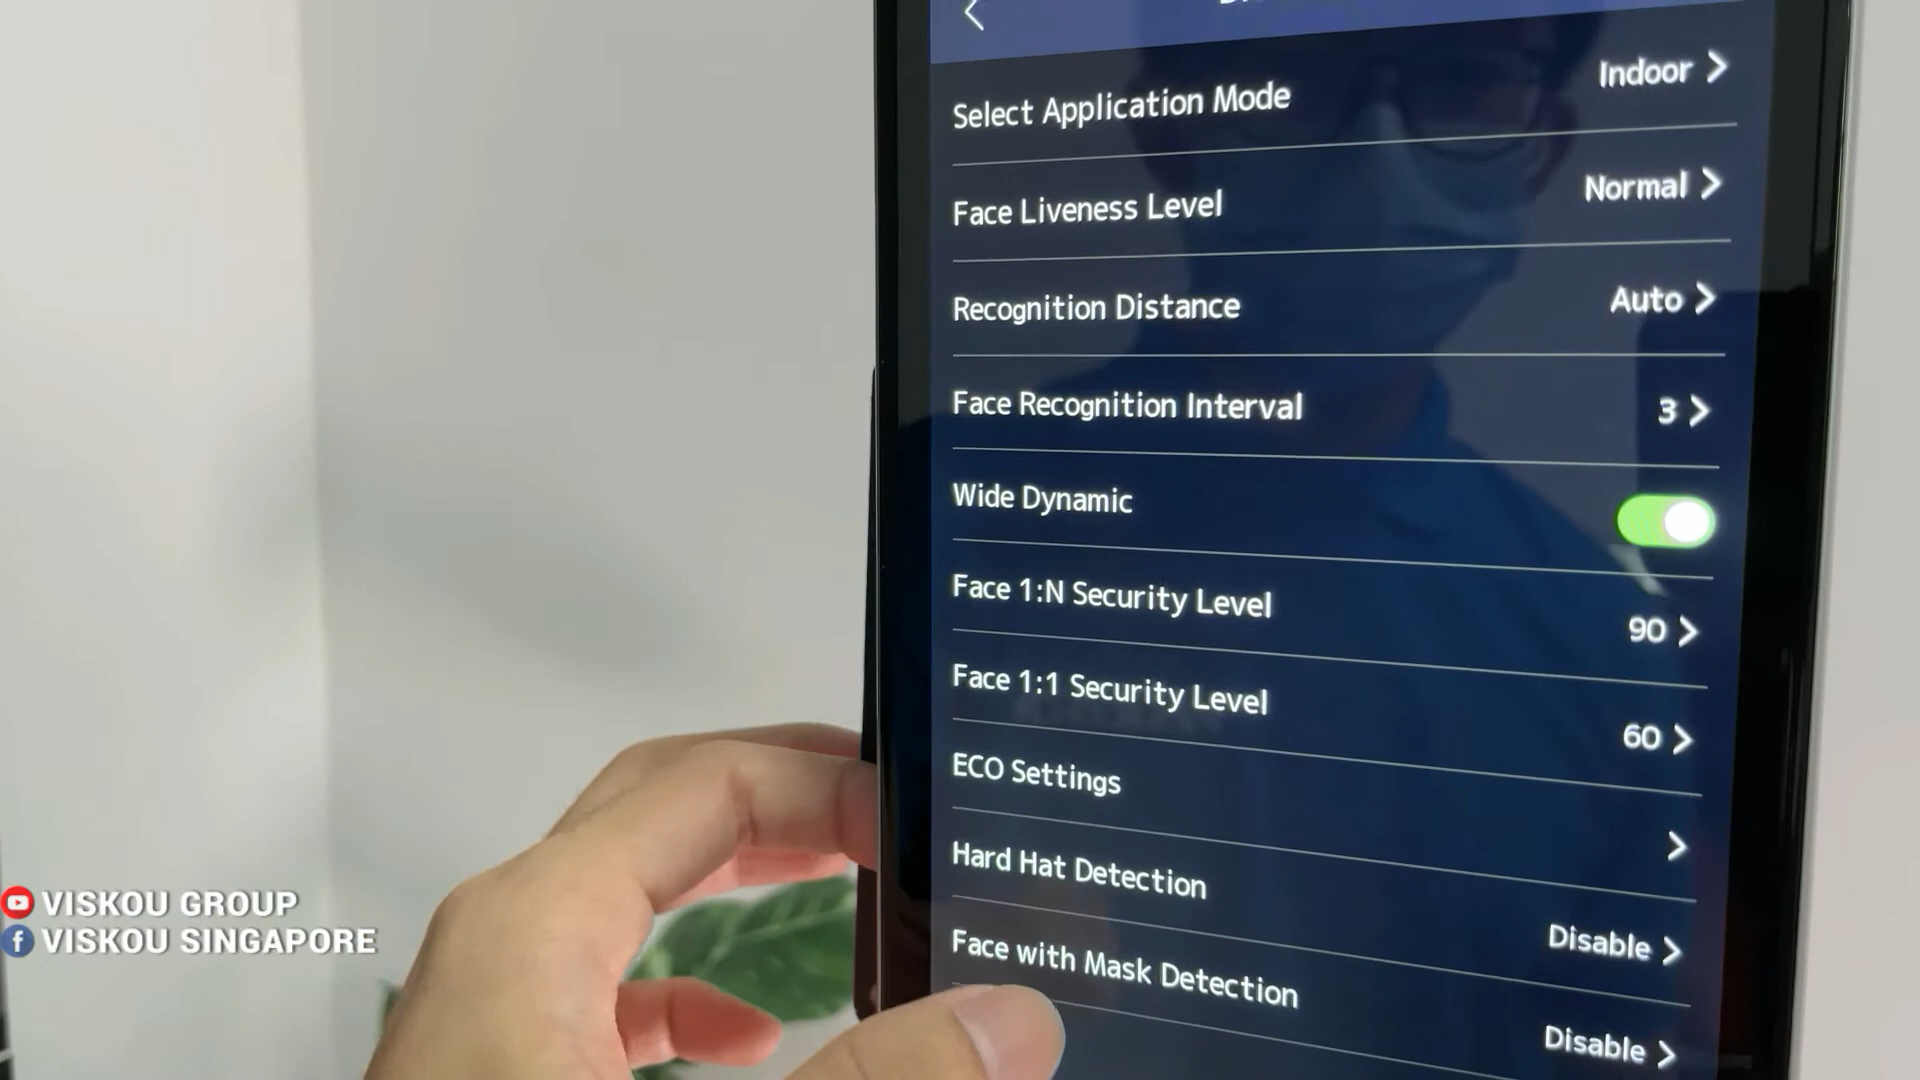 Select Application Mode Indoor
Face Liveness Level Normal
Recognition Distance Auto
Face Recognition Interval 3
Wide Dynamic
Face 1:N Security Level 90
Face 1:1 Security Level 60
ECO Settings
Hard Hat Detection Disable
Face with Mask Detection Disable
VISKOU GROUP
VISKOU SINGAPORE